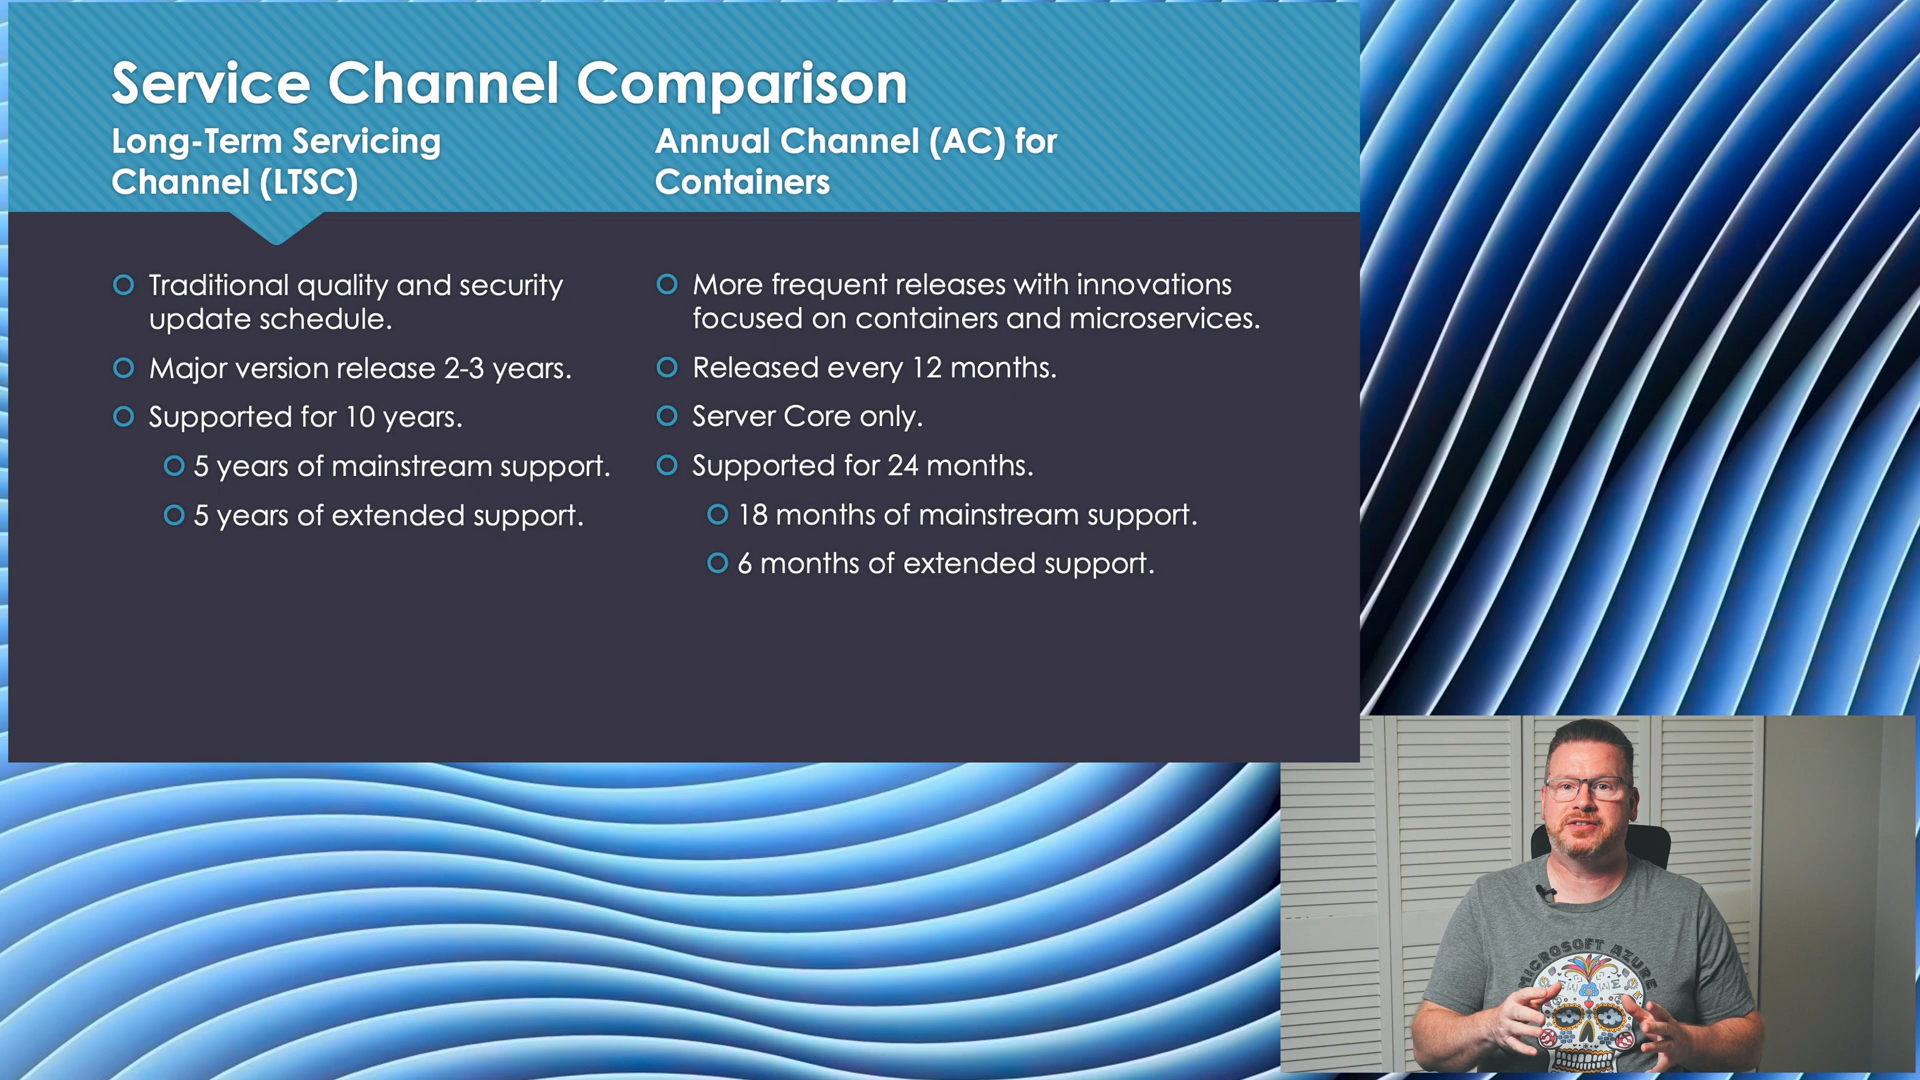 Service Channel Comparison
Long-Term Servicing
Channel (LTSC)
Annual Channel (AC) for
Containers
Traditional quality and security
update schedule.
Major version release 2-3 years.
Supported for 10 years.
5 years of mainstream support.
5 years of extended support.
More frequent releases with innovations
focused on containers and microservices.
Released every 12 months.
Server Core only.
Supported for 24 months.
18 months of mainstream support.
6 months of extended support.
MICROSOFT AZURE